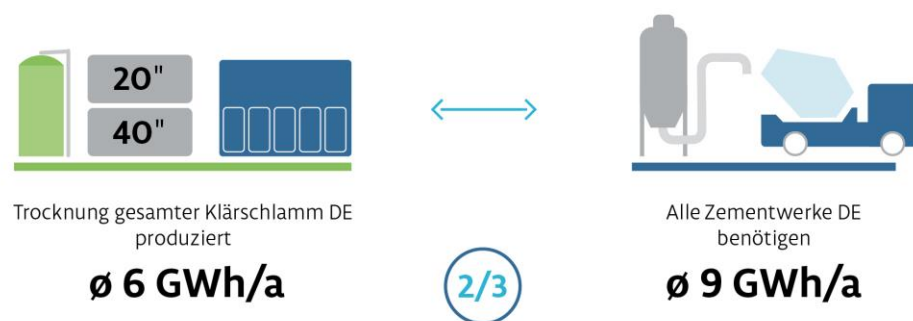 20"
40"
Trocknung gesamter Klärschlamm DE
produziert
ø 6 GWh/a
2/3
Alle Zementwerke DE
benötigen
ø 9 GWh/a